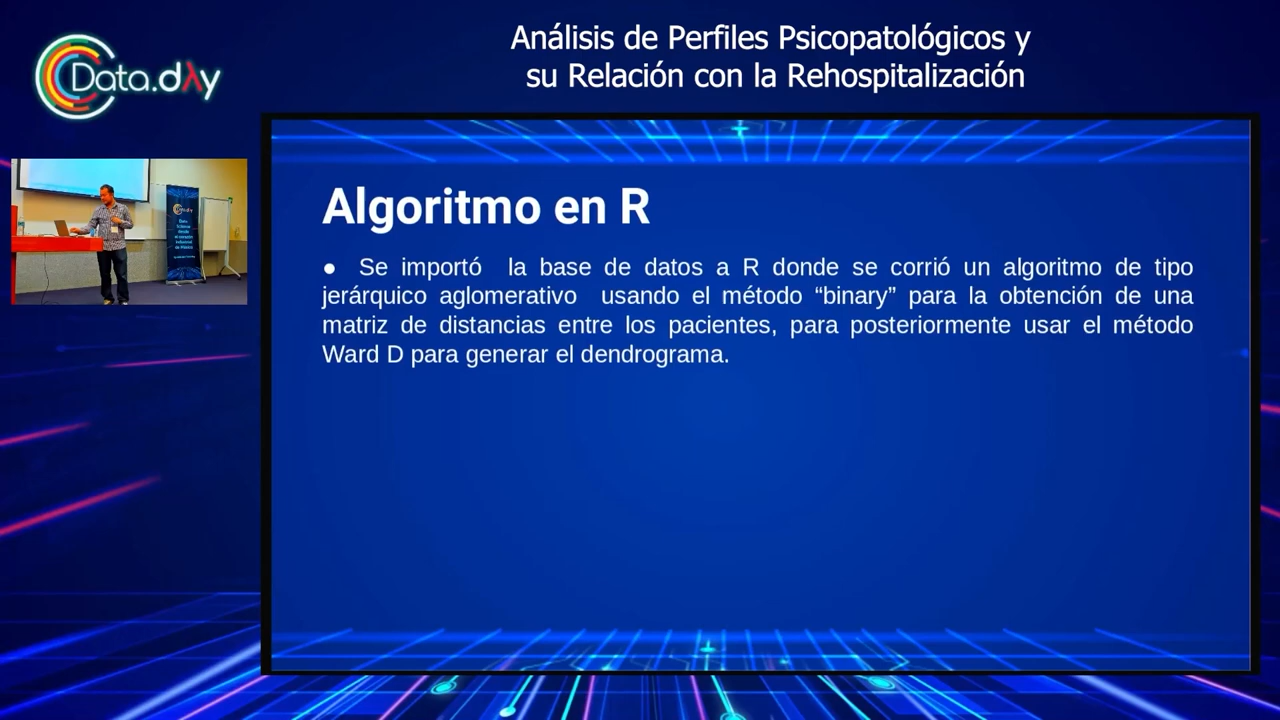 Análisis de Perfiles Psicopatológicos y
su Relación con la Rehospitalización
Data.dλy
Algoritmo en R
● Se importó la base de datos a R donde se corrió un algoritmo de tipo
jerárquico aglomerativo usando el método “binary” para la obtención de una
matriz de distancias entre los pacientes, para posteriormente usar el método
Ward D para generar el dendrograma.